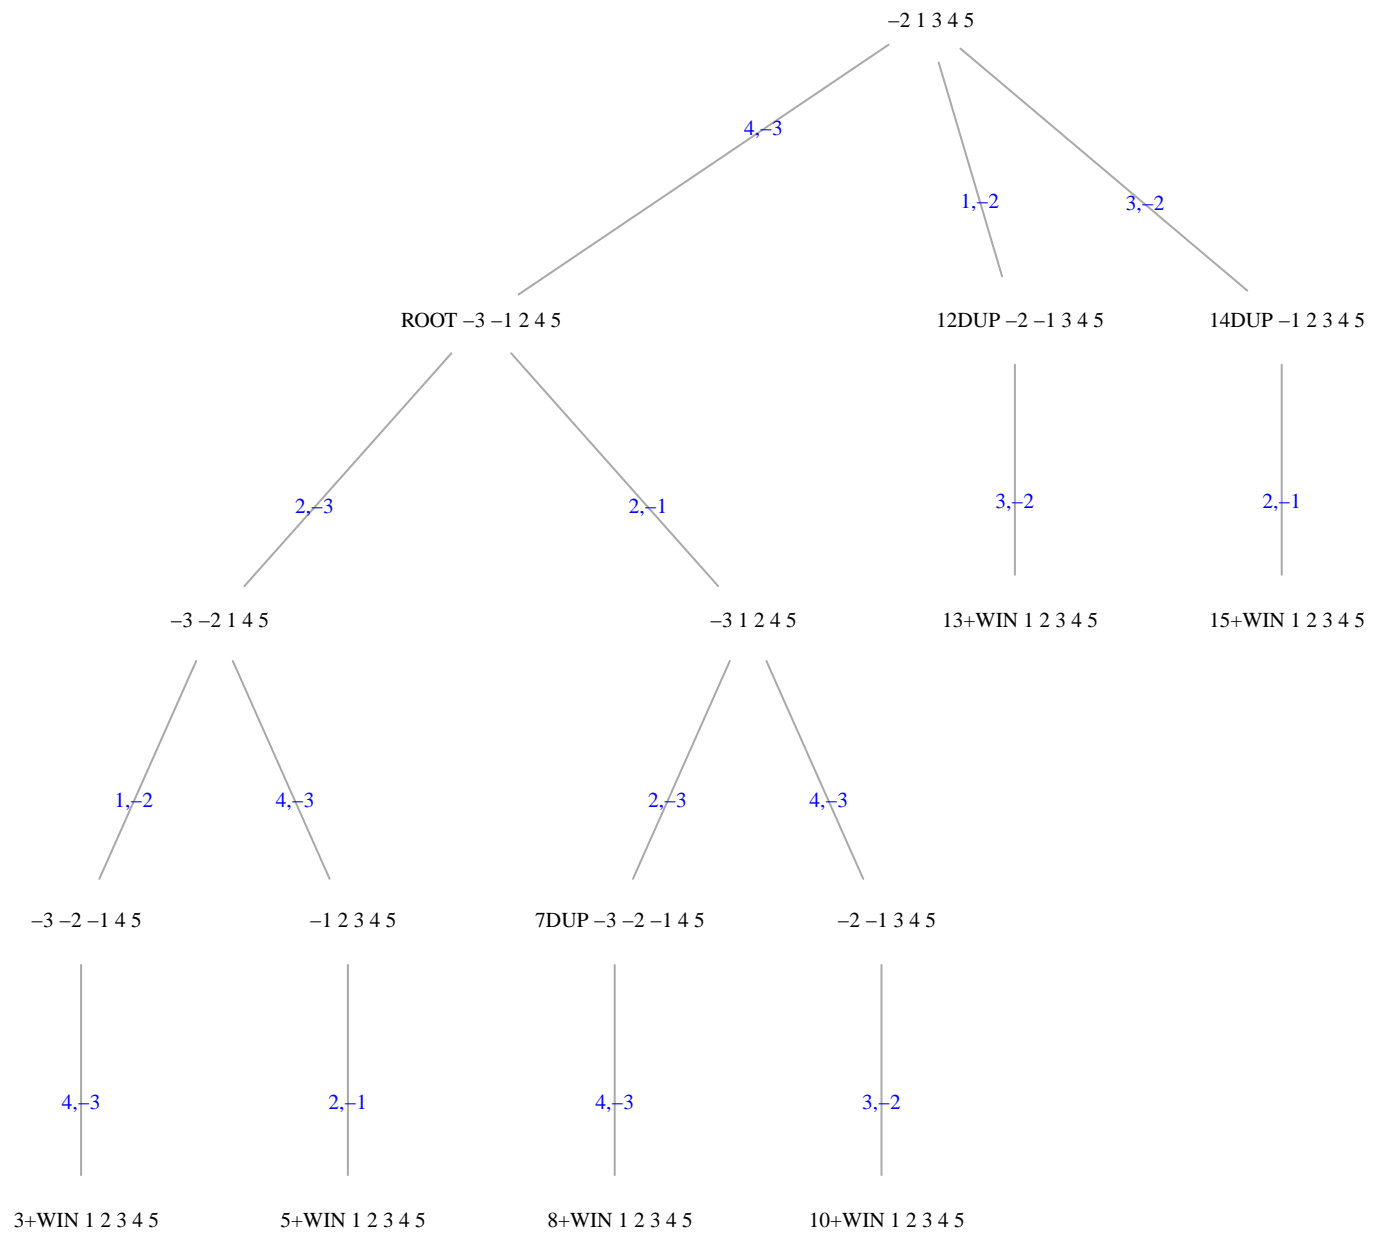 −2 1 3 4 5
4,−3
1,−2
3,−2
ROOT −3 −1 2 4 5
12DUP −2 −1 3 4 5
14DUP −1 2 3 4 5
2,−3
2,−1
3,−2
2,−1
−3 −2 1 4 5
−3 1 2 4 5
13+WIN 1 2 3 4 5
15+WIN 1 2 3 4 5
1,−2
4,−3
2,−3
4,−3
−3 −2 −1 4 5
−1 2 3 4 5
7DUP −3 −2 −1 4 5
−2 −1 3 4 5
4,−3
2,−1
4,−3
3,−2
3+WIN 1 2 3 4 5
5+WIN 1 2 3 4 5
8+WIN 1 2 3 4 5
10+WIN 1 2 3 4 5